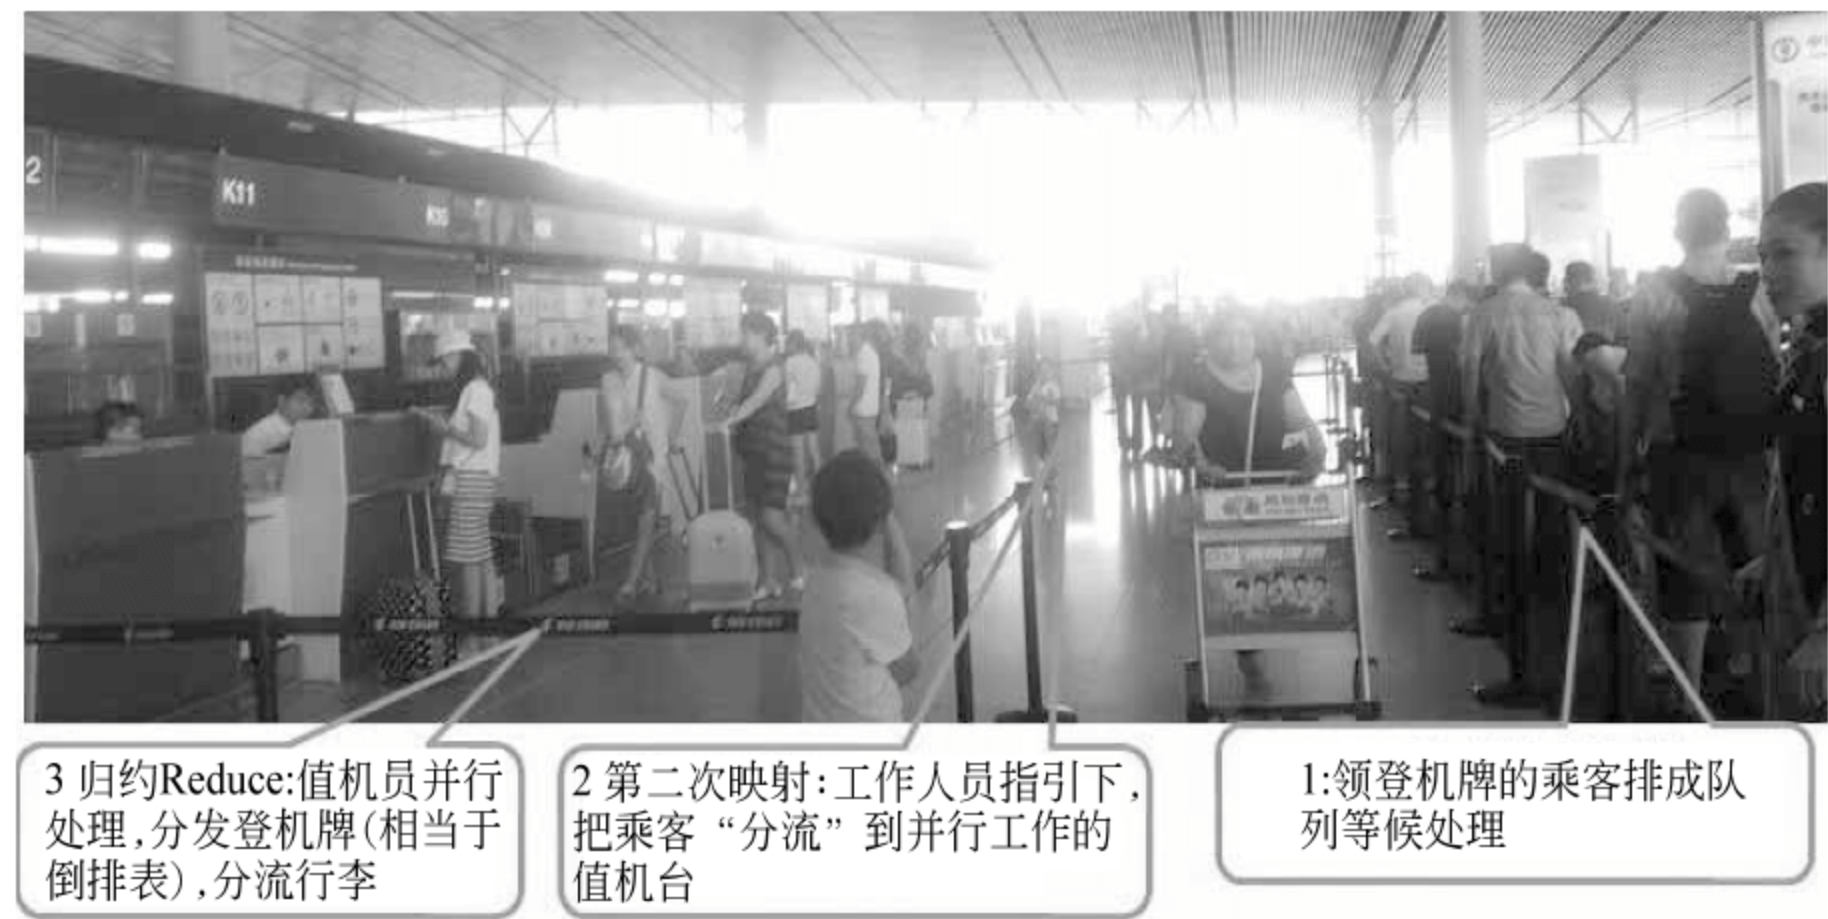 2
K11
K10
3 归约Reduce:值机员并行
处理,分发登机牌(相当于
倒排表),分流行李
2 第二次映射:工作人员指引下,
把乘客“分流”到并行工作的
值机台
1:领登机牌的乘客排成队
列等候处理